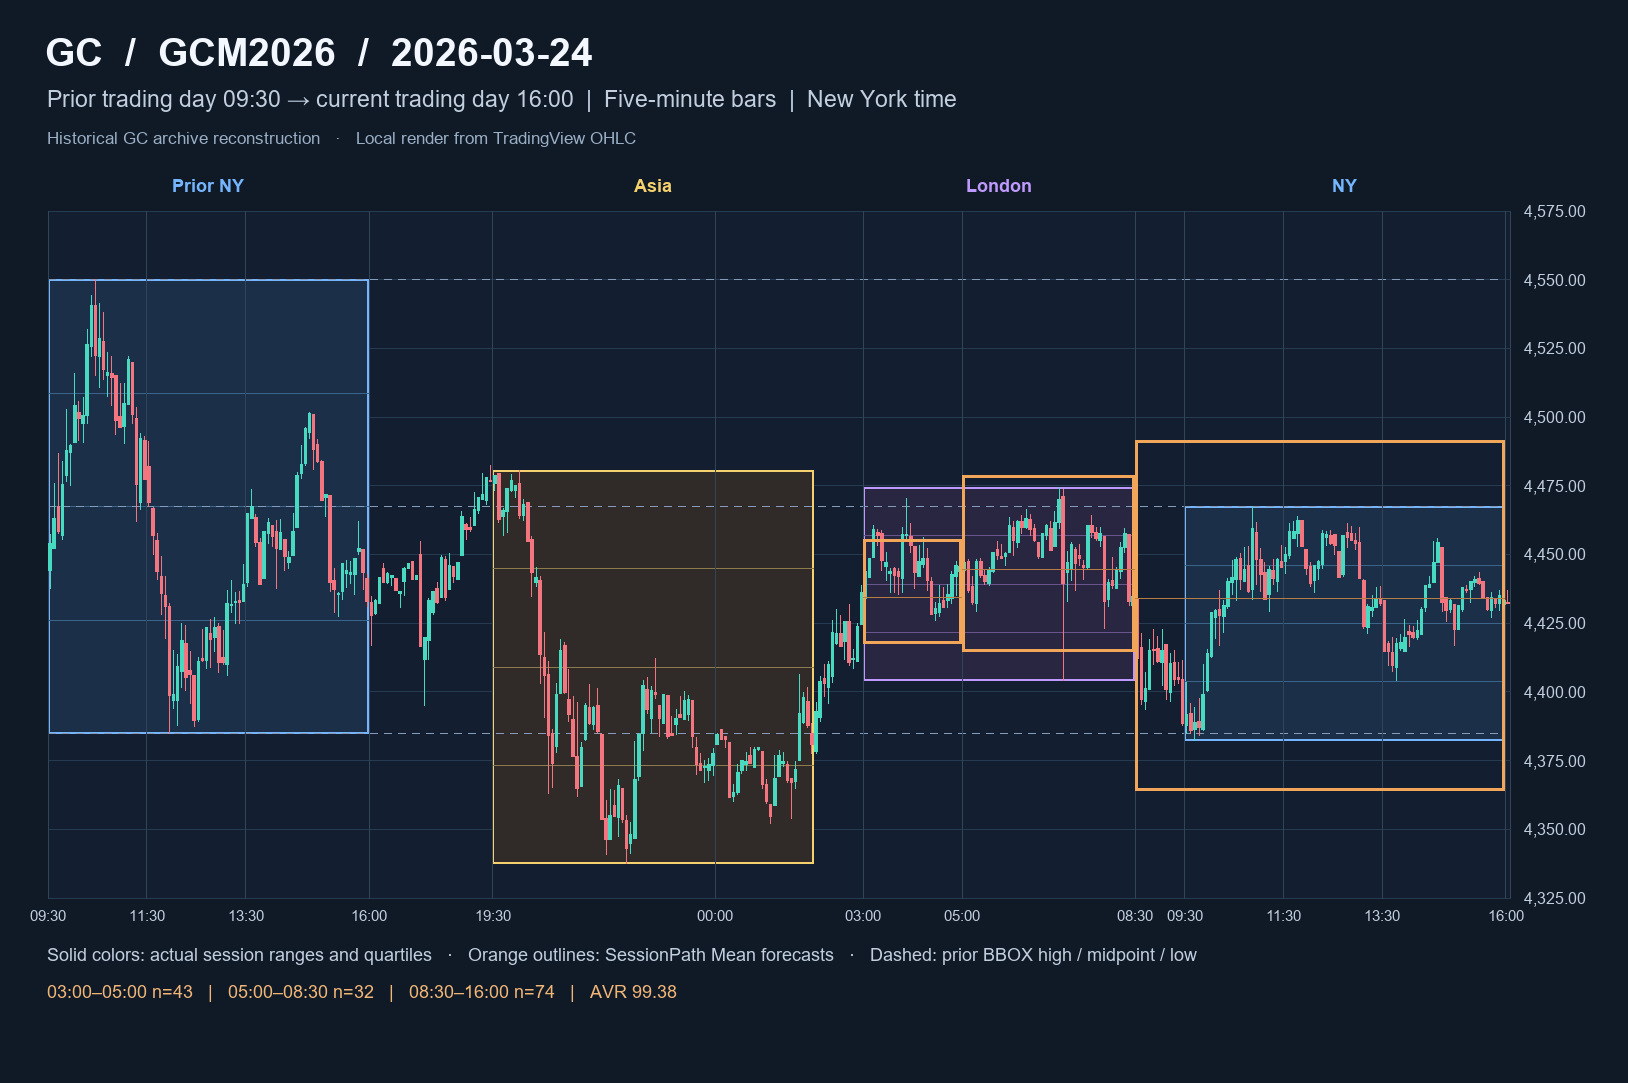 GC / GCM2026 / 2026-03-24
Prior trading day 09:30 → current trading day 16:00 | Five-minute bars | New York time
Historical GC archive reconstruction · Local render from TradingView OHLC
Prior NY Asia London NY
4,575.00
4,550.00
4,525.00
4,500.00
4,475.00
4,450.00
4,425.00
4,400.00
4,375.00
4,350.00
4,325.00
09:30 11:30 13:30 16:00 19:30 00:00 03:00 05:00 08:30 09:30 11:30 13:30 16:00
Solid colors: actual session ranges and quartiles · Orange outlines: SessionPath Mean forecasts · Dashed: prior BBOX high / midpoint / low
03:00–05:00 n=43 | 05:00–08:30 n=32 | 08:30–16:00 n=74 | AVR 99.38